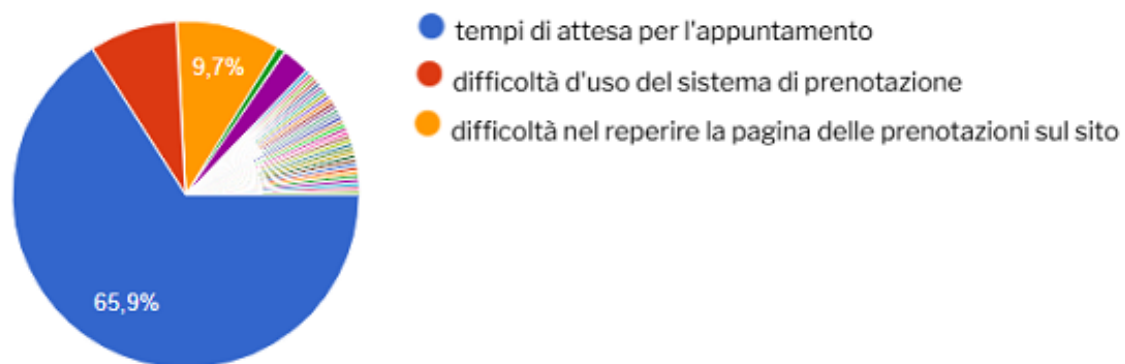 tempi di attesa per l'appuntamento
difficoltà d'uso del sistema di prenotazione
difficoltà nel reperire la pagina delle prenotazioni sul sito
9,7%
65,9%